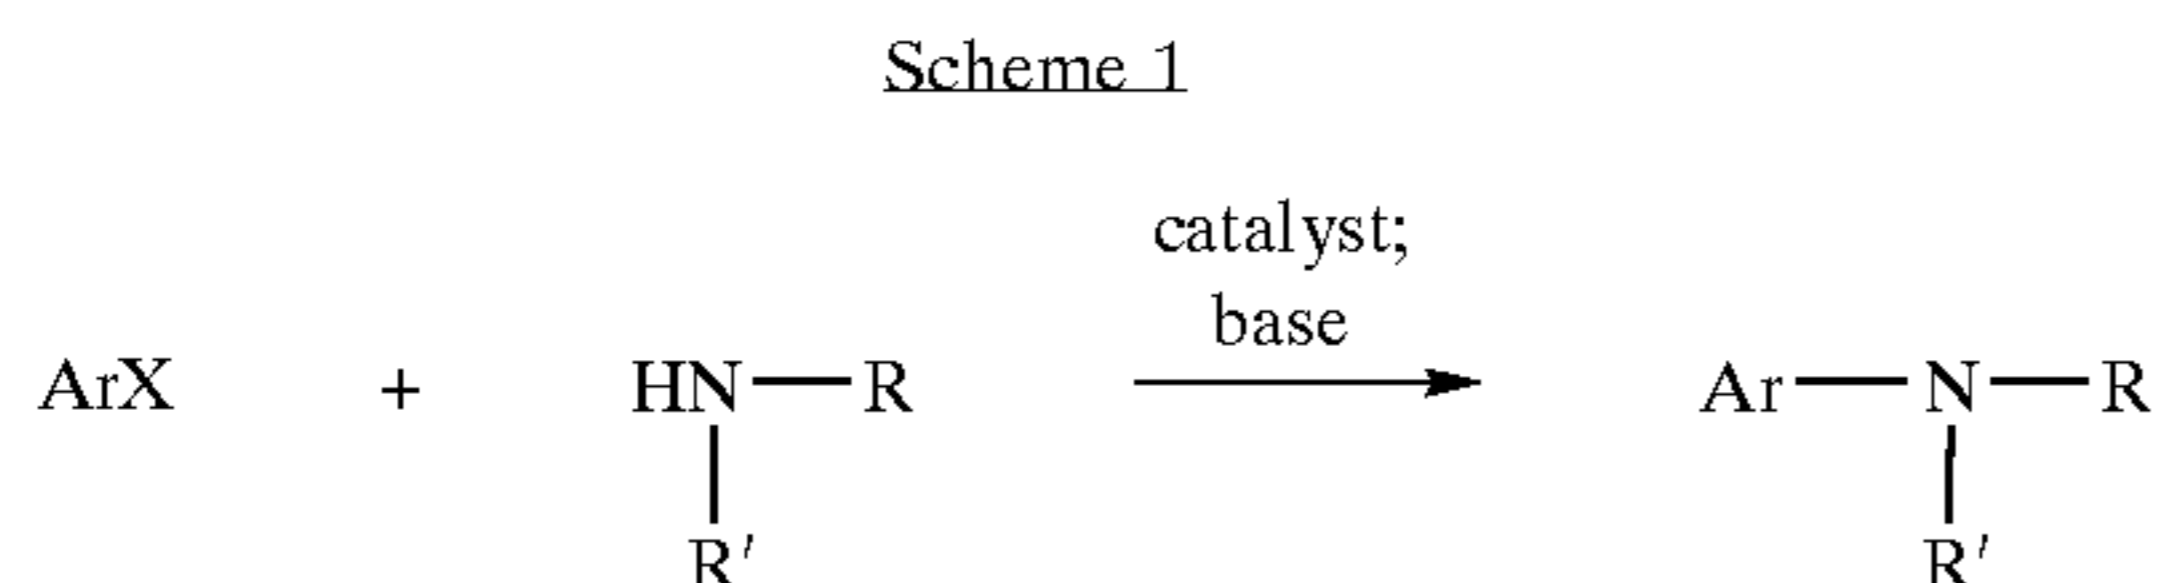 Scheme 1
catalyst;
base
ArX + HN—R Ar—N—R
R′ R′